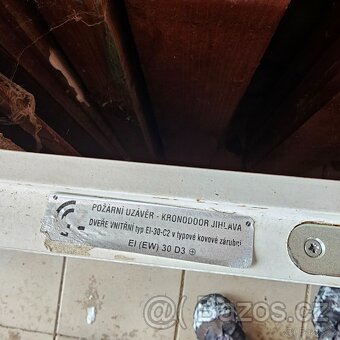 POŽÁRNÍ UZÁVĚR - KRONODOOR JIHLAVA
DVEŘE VNITŘNÍ typ EI-30-C2 v typové kovové zárubni
EI (EW) 30 D3 ⊕
Bazos.cz